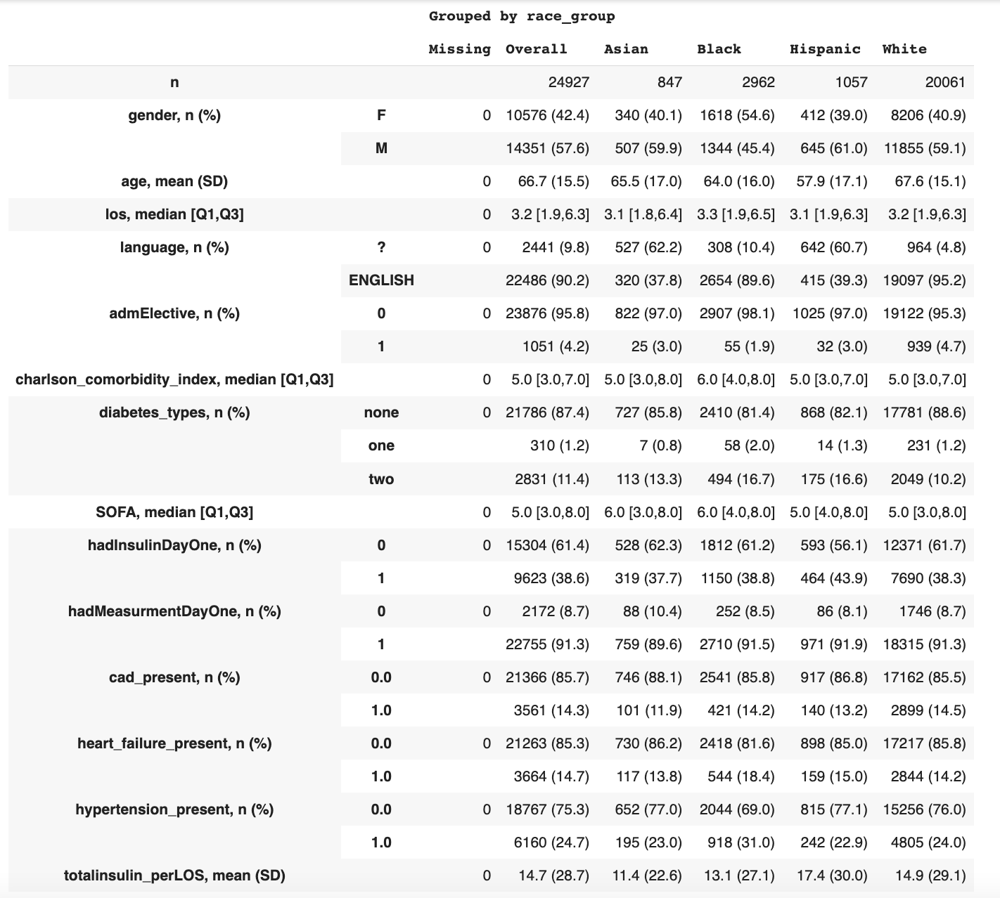 Grouped by race_group
Missing Overall Asian Black Hispanic White
n 24927 847 2962 1057 20061
gender, n (%) F 0 10576 (42.4) 340 (40.1) 1618 (54.6) 412 (39.0) 8206 (40.9)
M 14351 (57.6) 507 (59.9) 1344 (45.4) 645 (61.0) 11855 (59.1)
age, mean (SD) 0 66.7 (15.5) 65.5 (17.0) 64.0 (16.0) 57.9 (17.1) 67.6 (15.1)
los, median [Q1,Q3] 0 3.2 [1.9,6.3] 3.1 [1.8,6.4] 3.3 [1.9,6.5] 3.1 [1.9,6.3] 3.2 [1.9,6.3]
language, n (%) ? 0 2441 (9.8) 527 (62.2) 308 (10.4) 642 (60.7) 964 (4.8)
ENGLISH 22486 (90.2) 320 (37.8) 2654 (89.6) 415 (39.3) 19097 (95.2)
admElective, n (%) 0 0 23876 (95.8) 822 (97.0) 2907 (98.1) 1025 (97.0) 19122 (95.3)
1 1051 (4.2) 25 (3.0) 55 (1.9) 32 (3.0) 939 (4.7)
charlson_comorbidity_index, median [Q1,Q3] 0 5.0 [3.0,7.0] 5.0 [3.0,8.0] 6.0 [4.0,8.0] 5.0 [3.0,7.0] 5.0 [3.0,7.0]
diabetes_types, n (%) none 0 21786 (87.4) 727 (85.8) 2410 (81.4) 868 (82.1) 17781 (88.6)
one 310 (1.2) 7 (0.8) 58 (2.0) 14 (1.3) 231 (1.2)
two 2831 (11.4) 113 (13.3) 494 (16.7) 175 (16.6) 2049 (10.2)
SOFA, median [Q1,Q3] 0 5.0 [3.0,8.0] 6.0 [3.0,8.0] 6.0 [4.0,8.0] 5.0 [4.0,8.0] 5.0 [3.0,8.0]
hadInsulinDayOne, n (%) 0 0 15304 (61.4) 528 (62.3) 1812 (61.2) 593 (56.1) 12371 (61.7)
1 9623 (38.6) 319 (37.7) 1150 (38.8) 464 (43.9) 7690 (38.3)
hadMeasurmentDayOne, n (%) 0 0 2172 (8.7) 88 (10.4) 252 (8.5) 86 (8.1) 1746 (8.7)
1 22755 (91.3) 759 (89.6) 2710 (91.5) 971 (91.9) 18315 (91.3)
cad_present, n (%) 0.0 0 21366 (85.7) 746 (88.1) 2541 (85.8) 917 (86.8) 17162 (85.5)
1.0 3561 (14.3) 101 (11.9) 421 (14.2) 140 (13.2) 2899 (14.5)
heart_failure_present, n (%) 0.0 0 21263 (85.3) 730 (86.2) 2418 (81.6) 898 (85.0) 17217 (85.8)
1.0 3664 (14.7) 117 (13.8) 544 (18.4) 159 (15.0) 2844 (14.2)
hypertension_present, n (%) 0.0 0 18767 (75.3) 652 (77.0) 2044 (69.0) 815 (77.1) 15256 (76.0)
1.0 6160 (24.7) 195 (23.0) 918 (31.0) 242 (22.9) 4805 (24.0)
totalinsulin_perLOS, mean (SD) 0 14.7 (28.7) 11.4 (22.6) 13.1 (27.1) 17.4 (30.0) 14.9 (29.1)